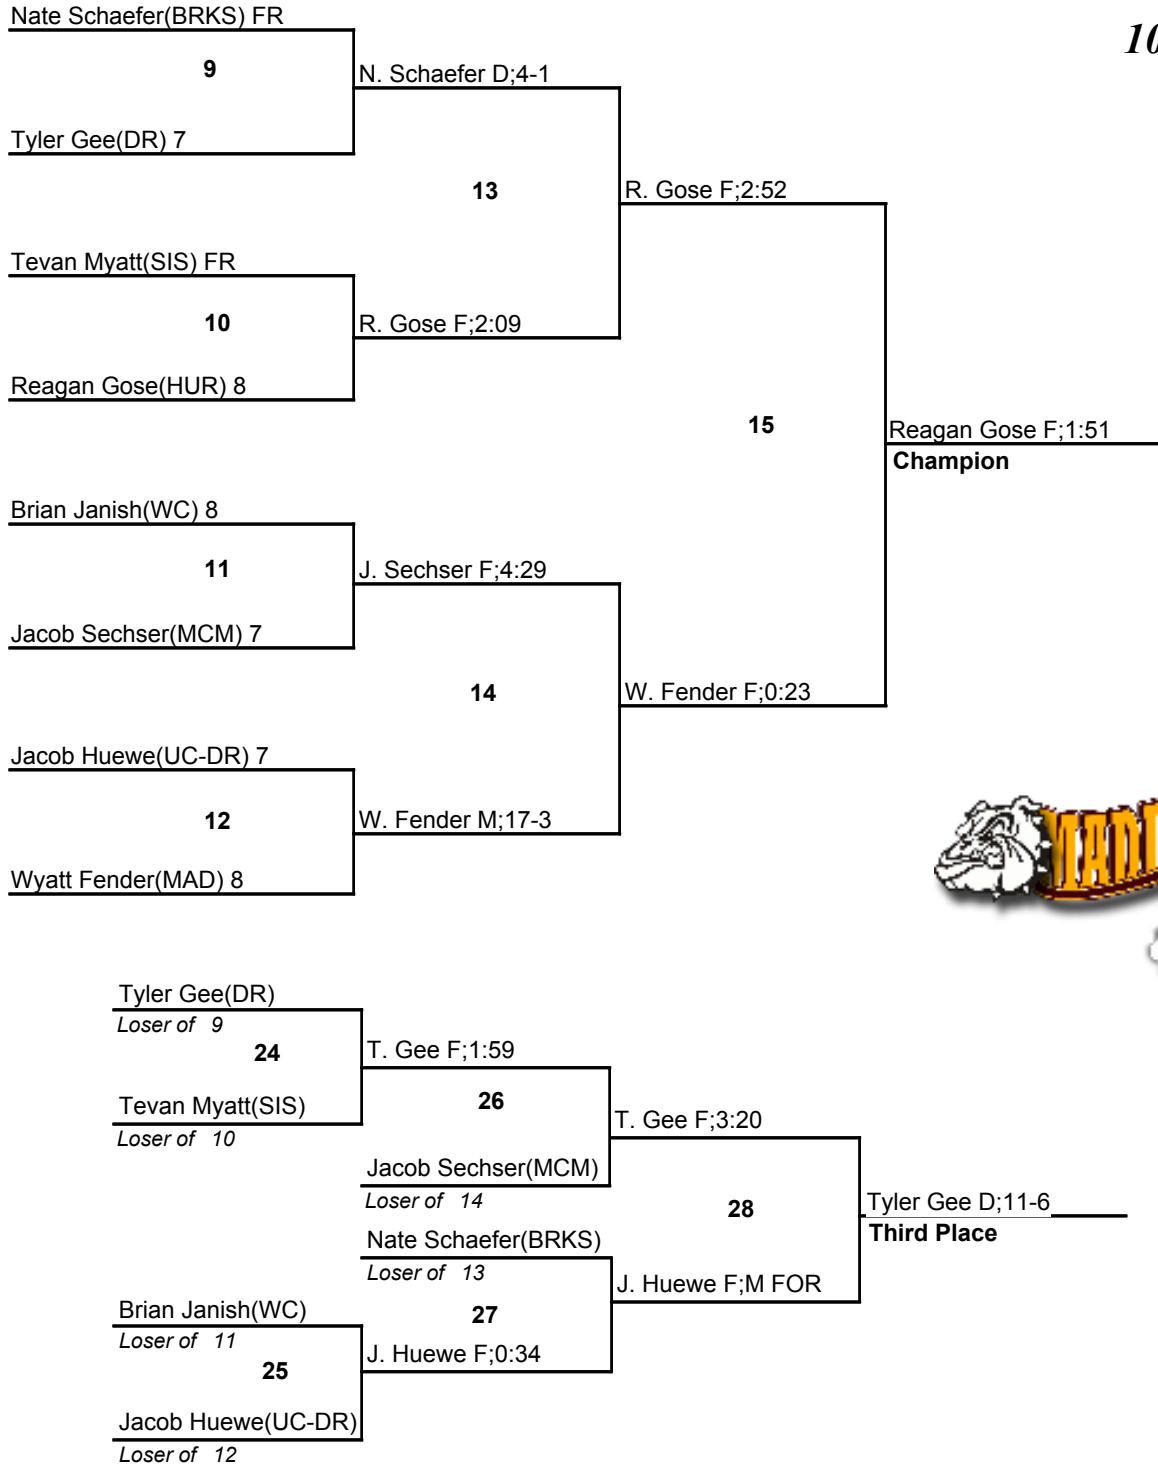 Nate Schaefer(BRKS) FR
10
9
N. Schaefer D;4-1
Tyler Gee(DR) 7
13
R. Gose F;2:52
Tevan Myatt(SIS) FR
10
R. Gose F;2:09
Reagan Gose(HUR) 8
15
Reagan Gose F;1:51
Champion
Brian Janish(WC) 8
11
J. Sechser F;4:29
Jacob Sechser(MCM) 7
14
W. Fender F;0:23
Jacob Huewe(UC-DR) 7
12
W. Fender M;17-3
Wyatt Fender(MAD) 8
Tyler Gee(DR)
Loser of 9
24
T. Gee F;1:59
Tevan Myatt(SIS)
Loser of 10
26
T. Gee F;3:20
Jacob Sechser(MCM)
Loser of 14
28
Tyler Gee D;11-6
Third Place
Nate Schaefer(BRKS)
Loser of 13
J. Huewe F;M FOR
Brian Janish(WC)
Loser of 11
27
25
J. Huewe F;0:34
Jacob Huewe(UC-DR)
Loser of 12